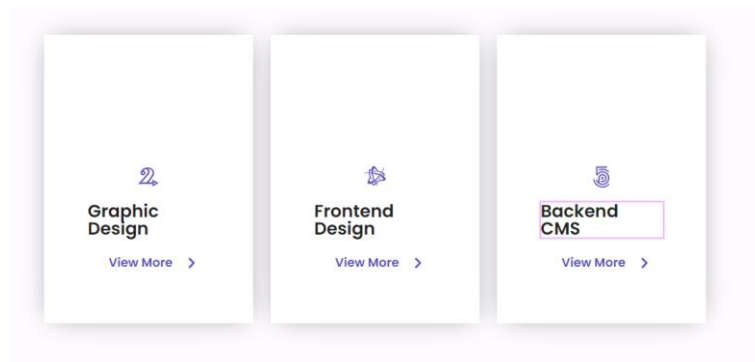 Graphic
Design
View More
Frontend
Design
View More
Backend
CMS
View More